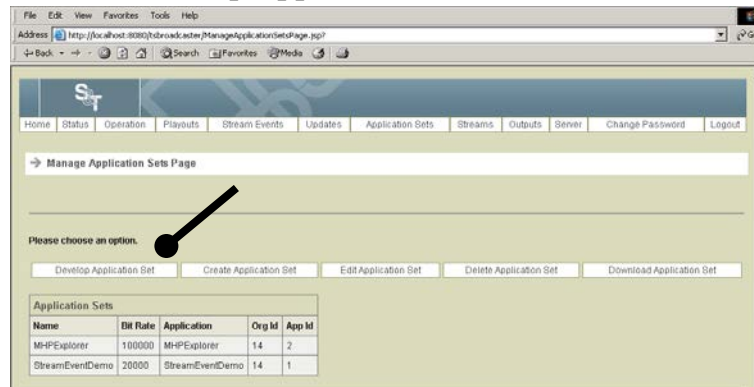 File Edit View Favorites Tools Help
Address http://localhost:8080/tsbroadcaster/ManageApplicationSetsPage.jsp?
Back Search Favorites Media
ST
Home Status Operation Playouts Stream Events Updates Application Sets Streams Outputs Server Change Password Logout
Manage Application Sets Page
Please choose an option.
Develop Application Set Create Application Set Edit Application Set Delete Application Set Download Application Set
Application Sets
Name Bit Rate Application Org Id App Id
MHPExplorer 100000 MHPExplorer 14 2
StreamEventDemo 20000 StreamEventDemo 14 1